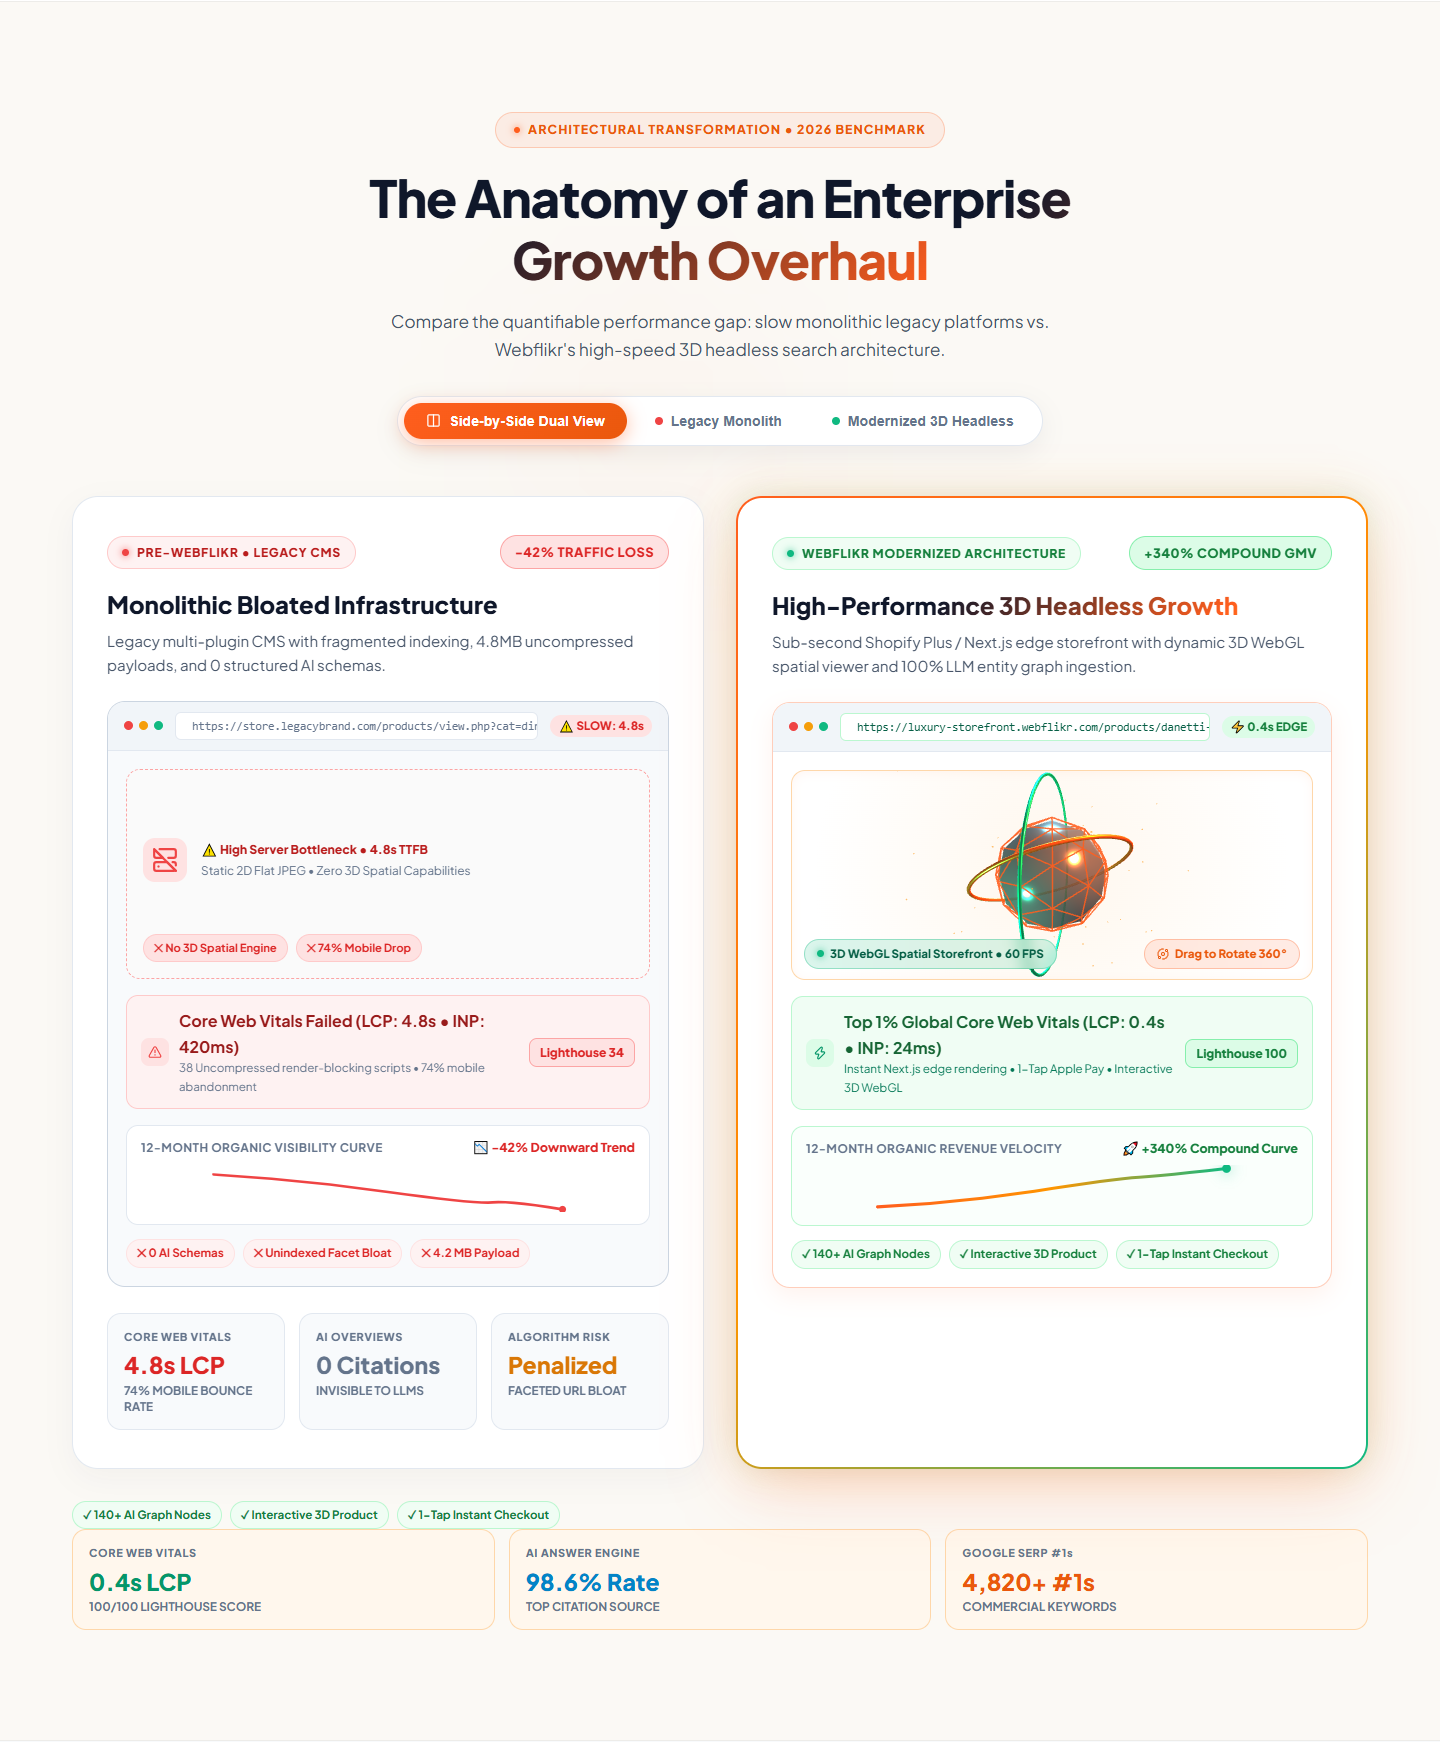 ARCHITECTURAL TRANSFORMATION • 2026 BENCHMARK
The Anatomy of an Enterprise
Growth Overhaul
Compare the quantifiable performance gap: slow monolithic legacy platforms vs.
Webflikr's high-speed 3D headless search architecture.
Side-by-Side Dual View
Legacy Monolith
Modernized 3D Headless
PRE-WEBFLIKR • LEGACY CMS
-42% TRAFFIC LOSS
Monolithic Bloated Infrastructure
Legacy multi-plugin CMS with fragmented indexing, 4.8MB uncompressed
payloads, and 0 structured AI schemas.
https://store.legacybrand.com/products/view.php?cat=din
⚠ SLOW: 4.8s
⚠ High Server Bottleneck • 4.8s TTFB
Static 2D Flat JPEG • Zero 3D Spatial Capabilities
✕ No 3D Spatial Engine
✕ 74% Mobile Drop
Core Web Vitals Failed (LCP: 4.8s • INP:
420ms)
38 Uncompressed render-blocking scripts • 74% mobile
abandonment
Lighthouse 34
12-MONTH ORGANIC VISIBILITY CURVE
📉 -42% Downward Trend
✕ 0 AI Schemas
✕ Unindexed Facet Bloat
✕ 4.2 MB Payload
CORE WEB VITALS
4.8s LCP
74% MOBILE BOUNCE
RATE
AI OVERVIEWS
0 Citations
INVISIBLE TO LLMS
ALGORITHM RISK
Penalized
FACETED URL BLOAT
WEBFLIKR MODERNIZED ARCHITECTURE
+340% COMPOUND GMV
High-Performance 3D Headless Growth
Sub-second Shopify Plus / Next.js edge storefront with dynamic 3D WebGL
spatial viewer and 100% LLM entity graph ingestion.
https://luxury-storefront.webflikr.com/products/danetti-
⚡ 0.4s EDGE
3D WebGL Spatial Storefront • 60 FPS
Drag to Rotate 360°
Top 1% Global Core Web Vitals (LCP: 0.4s
• INP: 24ms)
Instant Next.js edge rendering • 1-Tap Apple Pay • Interactive
3D WebGL
Lighthouse 100
12-MONTH ORGANIC REVENUE VELOCITY
🚀 +340% Compound Curve
✓ 140+ AI Graph Nodes
✓ Interactive 3D Product
✓ 1-Tap Instant Checkout
✓ 140+ AI Graph Nodes
✓ Interactive 3D Product
✓ 1-Tap Instant Checkout
CORE WEB VITALS
0.4s LCP
100/100 LIGHTHOUSE SCORE
AI ANSWER ENGINE
98.6% Rate
TOP CITATION SOURCE
GOOGLE SERP #1s
4,820+ #1s
COMMERCIAL KEYWORDS